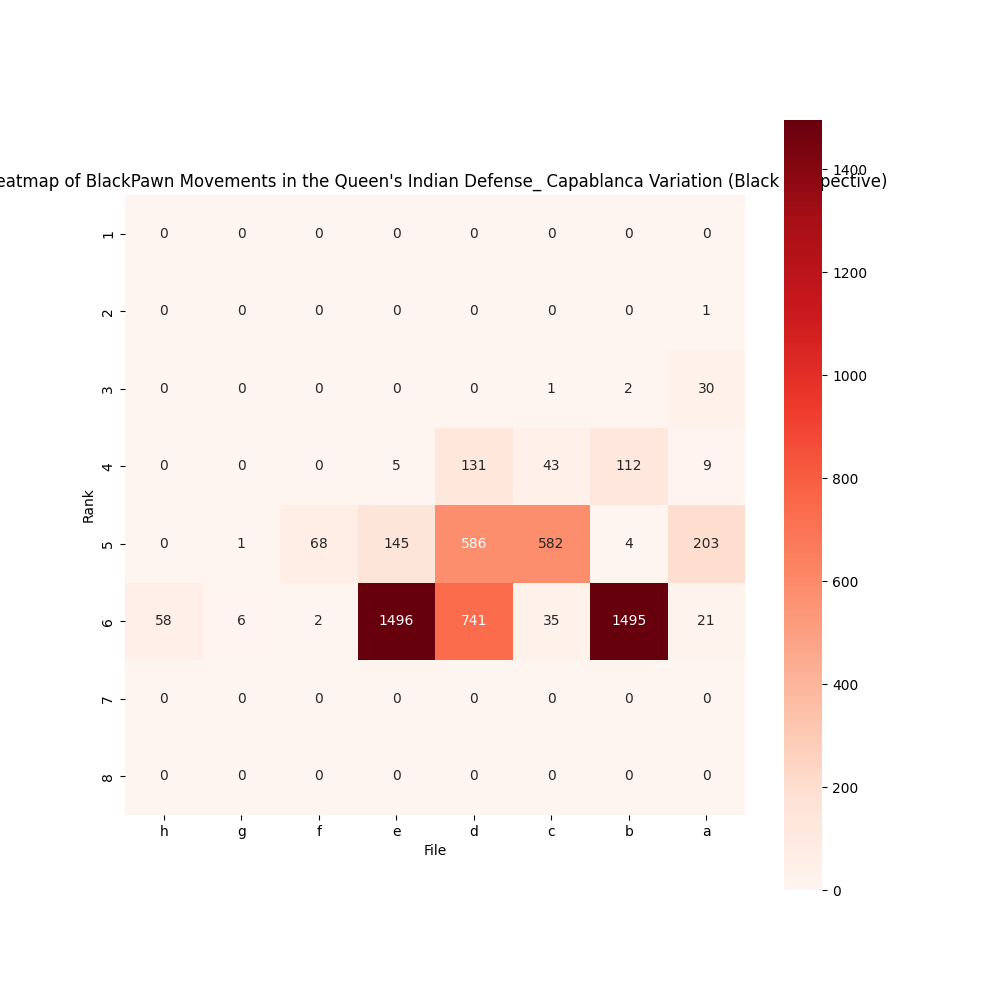 eatmap of BlackPawn Movements in the Queen's Indian Defense_ Capablanca Variation (Black pective)
1400
1 0 0 0 0 0 0 0 0
1200
2 0 0 0 0 0 0 0 1
1000
3 0 0 0 0 0 1 2 30
800
4 0 0 0 5 131 43 112 9
Rank
5 0 1 68 145 586 582 4 203
600
6 58 6 2 1496 741 35 1495 21
400
7 0 0 0 0 0 0 0 0
200
8 0 0 0 0 0 0 0 0
0
h g f e d c b a
File